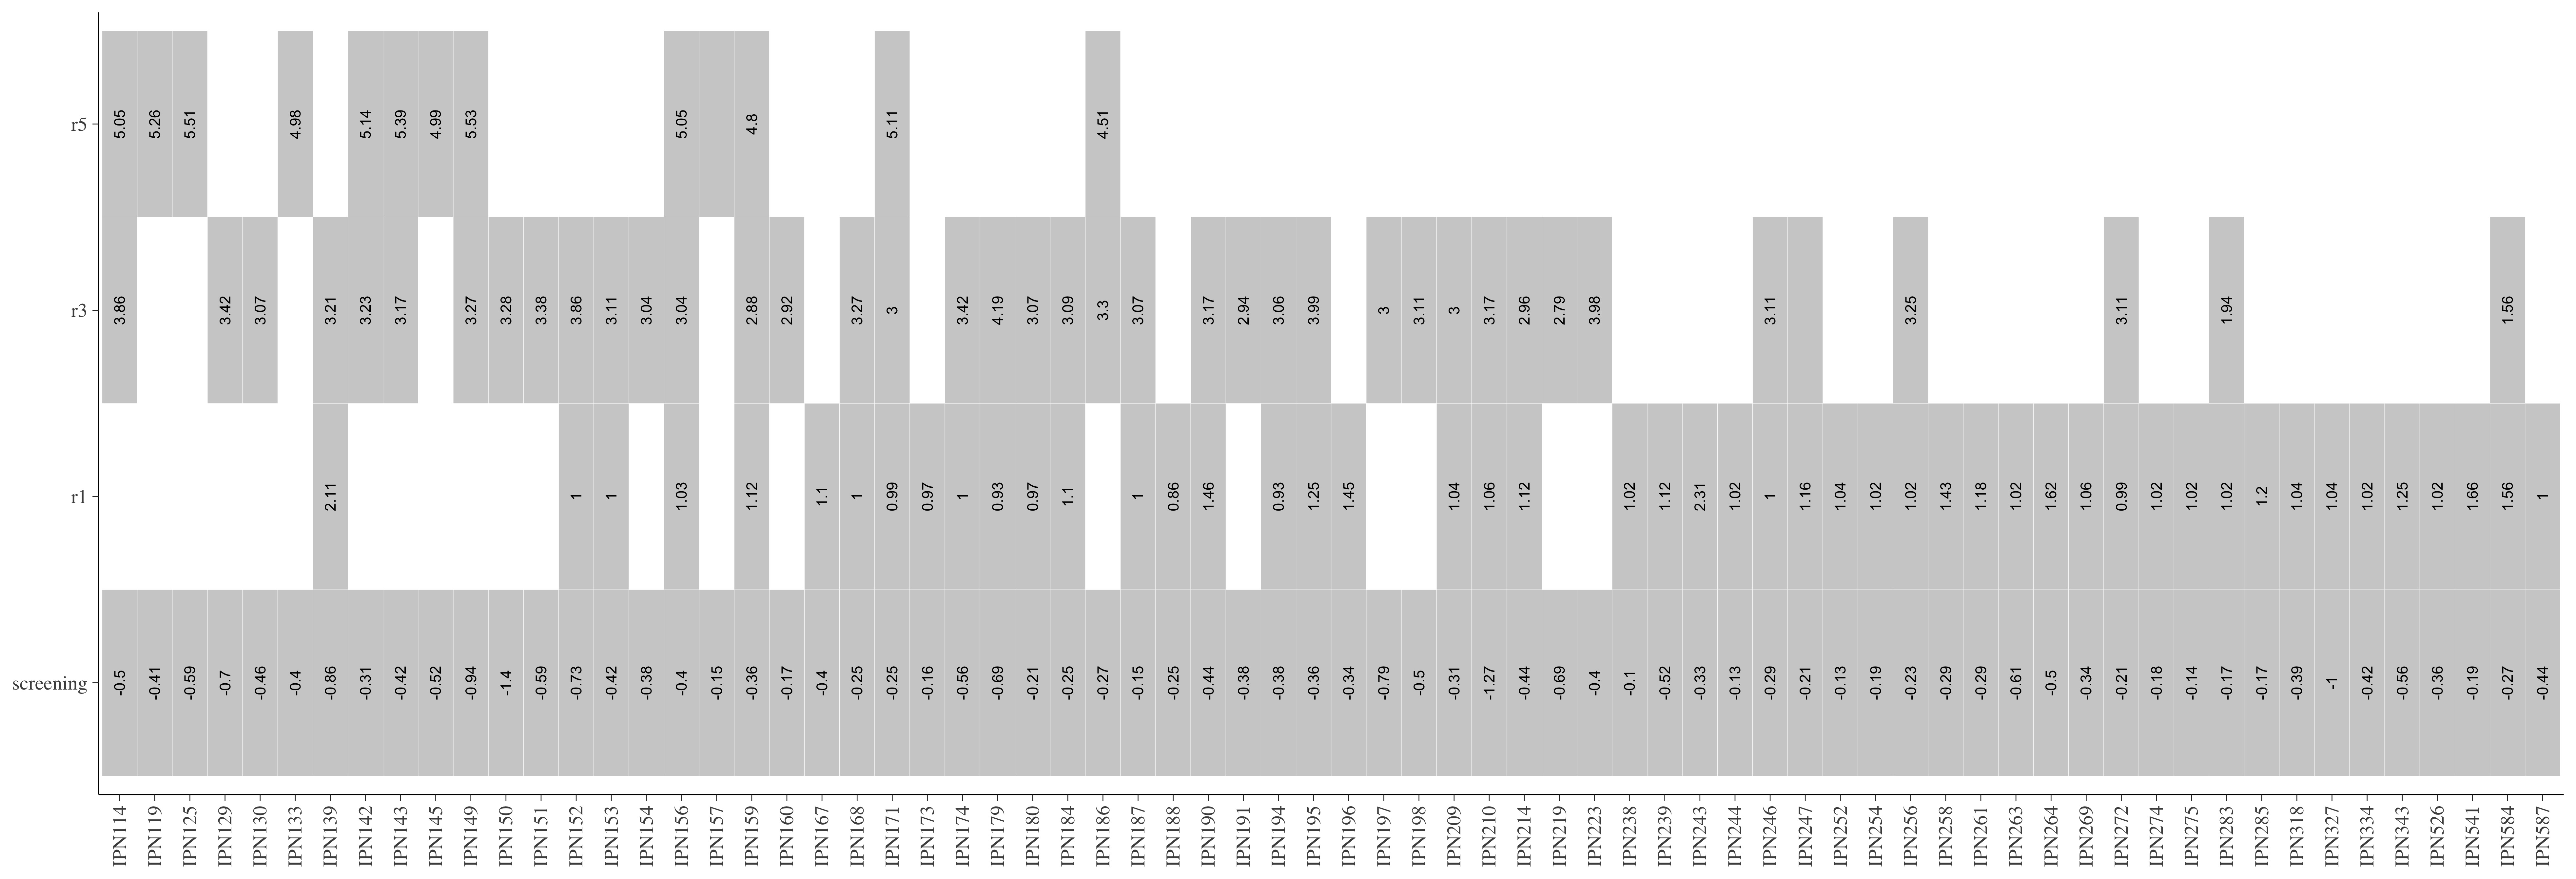 r5 5.05 5.26 5.51 4.98 5.14 5.39 4.99 5.53 5.05 4.8 5.11 4.51
r3 3.86 3.42 3.07 3.21 3.23 3.17 3.27 3.28 3.38 3.86 3.11 3.04 3.04 2.88 2.92 3.27 3 3.42 4.19 3.07 3.09 3.3 3.07 3.17 2.94 3.06 3.99 3 3.11 3 3.17 2.96 2.79 3.98 3.11 3.25 3.11 1.94 1.56
r1 2.11 1 1 1.03 1.12 1.1 1 0.99 0.97 1 0.93 0.97 1.1 1 0.86 1.46 0.93 1.25 1.45 1.04 1.06 1.12 1.02 1.12 2.31 1.02 1 1.16 1.04 1.02 1.02 1.43 1.18 1.02 1.62 1.06 0.99 1.02 1.02 1.02 1.2 1.04 1.04 1.02 1.25 1.02 1.66 1.56 1
screening -0.5 -0.41 -0.59 -0.7 -0.46 -0.4 -0.86 -0.31 -0.42 -0.52 -0.94 -1.4 -0.59 -0.73 -0.42 -0.38 -0.4 -0.15 -0.36 -0.17 -0.4 -0.25 -0.25 -0.16 -0.56 -0.69 -0.21 -0.25 -0.27 -0.15 -0.25 -0.44 -0.38 -0.38 -0.36 -0.34 -0.79 -0.5 -0.31 -1.27 -0.44 -0.69 -0.4 -0.1 -0.52 -0.33 -0.13 -0.29 -0.21 -0.13 -0.19 -0.23 -0.29 -0.29 -0.61 -0.5 -0.34 -0.21 -0.18 -0.14 -0.17 -0.17 -0.39 -1 -0.42 -0.56 -0.36 -0.19 -0.27 -0.44
IPN114 IPN119 IPN125 IPN129 IPN130 IPN133 IPN139 IPN142 IPN143 IPN145 IPN149 IPN150 IPN151 IPN152 IPN153 IPN154 IPN156 IPN157 IPN159 IPN160 IPN167 IPN168 IPN171 IPN173 IPN174 IPN179 IPN180 IPN184 IPN186 IPN187 IPN188 IPN190 IPN191 IPN194 IPN195 IPN196 IPN197 IPN198 IPN209 IPN210 IPN214 IPN219 IPN223 IPN238 IPN239 IPN243 IPN244 IPN246 IPN247 IPN252 IPN254 IPN256 IPN258 IPN261 IPN263 IPN264 IPN269 IPN272 IPN274 IPN275 IPN283 IPN285 IPN318 IPN327 IPN334 IPN343 IPN526 IPN541 IPN584 IPN587